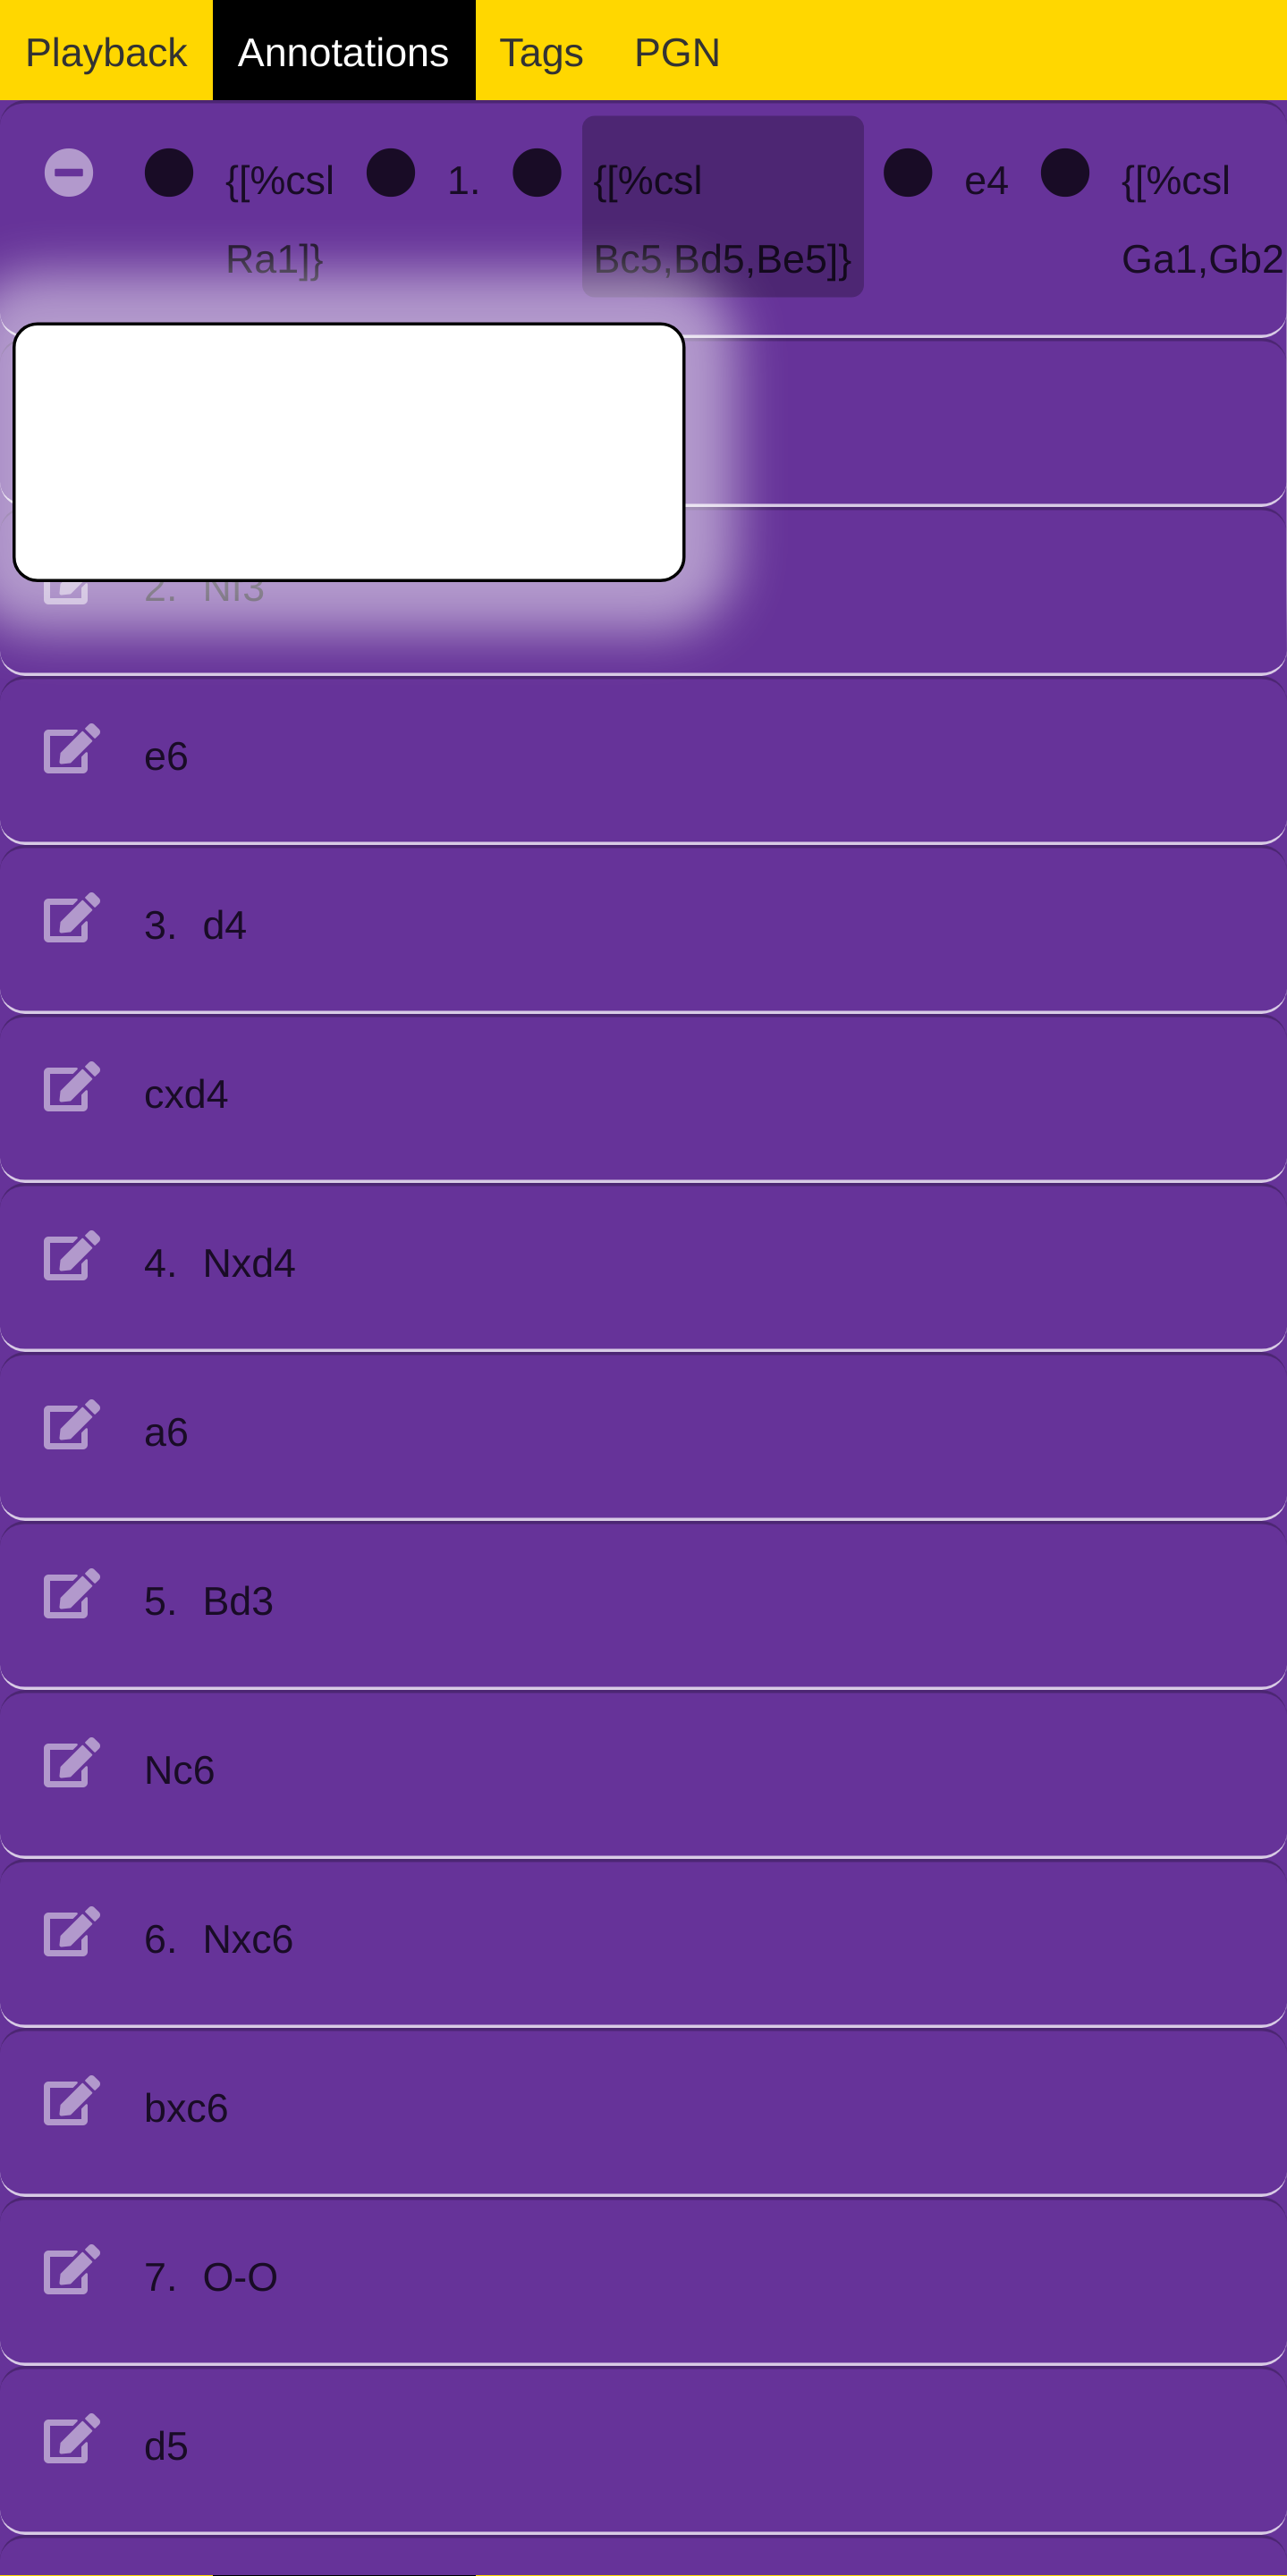 Playback Annotations Tags PGN
{[%csl 1. {[%csl e4 {[%csl
Ra1]} Bc5,Bd5,Be5]} Ga1,Gb2
2. Nf3
e6
3. d4
cxd4
4. Nxd4
a6
5. Bd3
Nc6
6. Nxc6
bxc6
7. O-O
d5